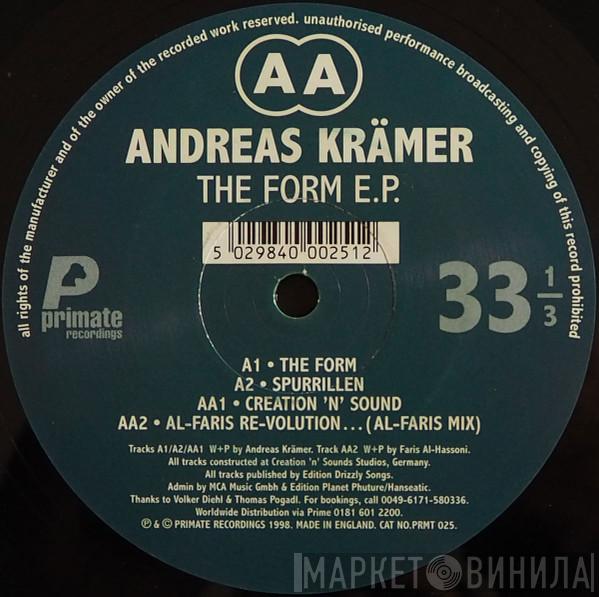 all rights of the manufacturer and of the owner of the recorded work reserved. unauthorised performance broadcasting and copying of this record prohibited
AA
ANDREAS KRÄMER
THE FORM E.P.
5 029840 002512
primate
recordings
33 1/3
A1 • THE FORM
A2 • SPURRILLEN
AA1 • CREATION 'N' SOUND
AA2 • AL-FARIS RE-VOLUTION... (AL-FARIS MIX)
Tracks A1/A2/AA1 W+P by Andreas Krämer. Track AA2 W+P by Faris Al-Hassoni.
All tracks constructed at Creation 'n' Sounds Studios, Germany.
All tracks published by Edition Drizzly Songs.
Admin by MCA Music Gmbh & Edition Planet Phuture/Hanseatic.
Thanks to Volker Diehl & Thomas Pogadl. For bookings, call 0049-6171-580336.
Worldwide Distribution via Prime 0181 601 2200.
℗ & © PRIMATE RECORDINGS 1998. MADE IN ENGLAND. CAT NO.PRMT 025.
МАРКЕТ ВИНИЛА